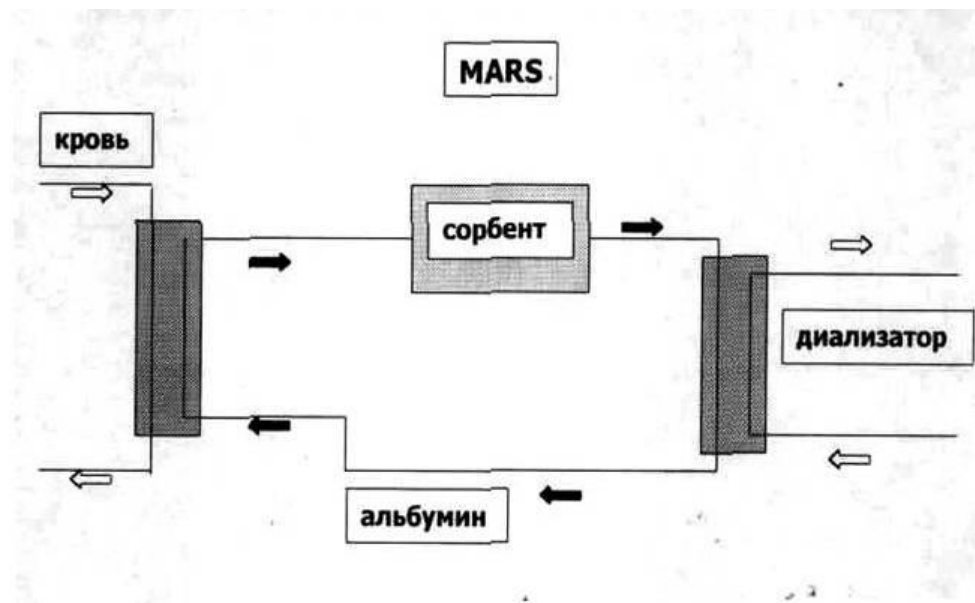 MARS
кровь
сорбент
диализатор
альбумин